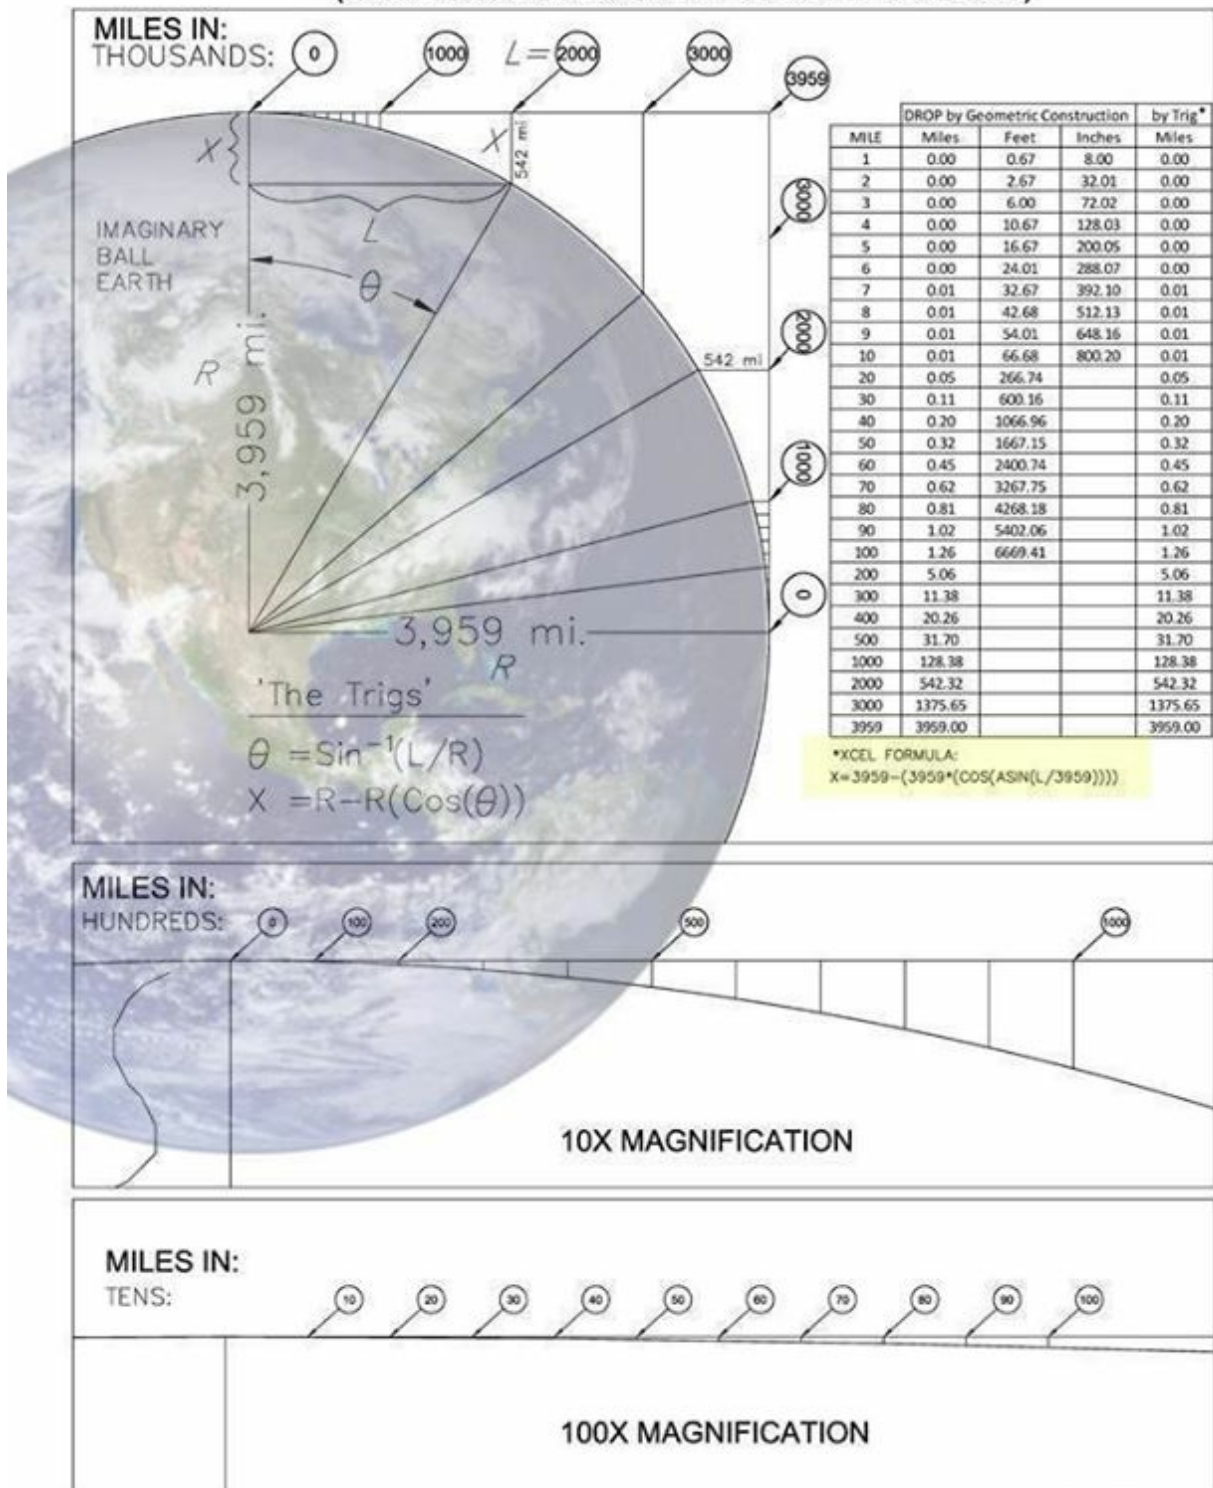 MILES IN:
THOUSANDS:
0
1000
L=2000
3000
3959
X
X
542 mi
L
θ
IMAGINARY
BALL
EARTH
R
3,959 mi.
3000
2000
542 mi
1000
0
3,959 mi.
R
'The Trigs'
θ =Sin⁻¹(L/R)
X =R-R(Cos(θ))
DROP by Geometric Construction by Trig*
MILE Miles Feet Inches Miles
1 0.00 0.67 8.00 0.00
2 0.00 2.67 32.01 0.00
3 0.00 6.00 72.02 0.00
4 0.00 10.67 128.03 0.00
5 0.00 16.67 200.05 0.00
6 0.00 24.01 288.07 0.00
7 0.01 32.67 392.10 0.01
8 0.01 42.68 512.13 0.01
9 0.01 54.01 648.16 0.01
10 0.01 66.68 800.20 0.01
20 0.05 266.74 0.05
30 0.11 600.16 0.11
40 0.20 1066.96 0.20
50 0.32 1667.15 0.32
60 0.45 2400.74 0.45
70 0.62 3267.75 0.62
80 0.81 4268.18 0.81
90 1.02 5402.06 1.02
100 1.26 6669.41 1.26
200 5.06 5.06
300 11.38 11.38
400 20.26 20.26
500 31.70 31.70
1000 128.38 128.38
2000 542.32 542.32
3000 1375.65 1375.65
3959 3959.00 3959.00
*XCEL FORMULA:
X=3959-(3959*(COS(ASIN(L/3959))))
MILES IN:
HUNDREDS:
0
100
200
500
1000
10X MAGNIFICATION
MILES IN:
TENS:
10
20
30
40
50
60
70
80
90
100
100X MAGNIFICATION